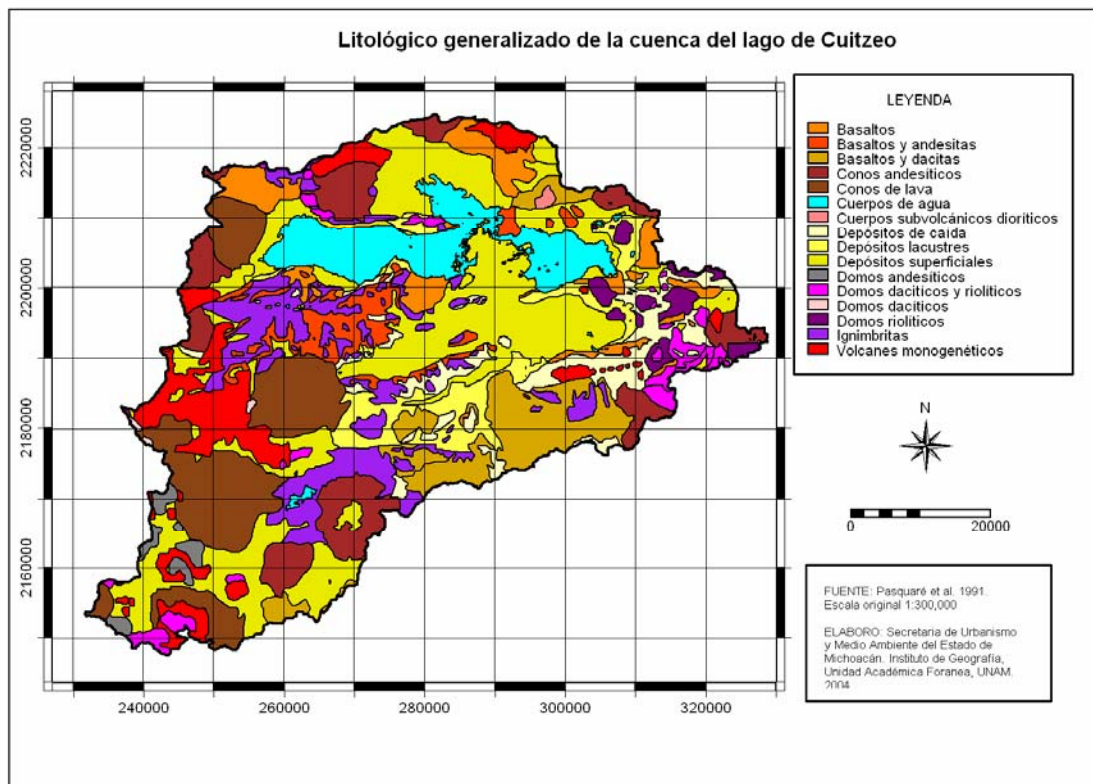 Litológico generalizado de la cuenca del lago de Cuitzeo
LEYENDA
Basaltos
Basaltos y andesitas
Basaltos y dacitas
Conos andesíticos
Conos de lava
Cuerpos de agua
Cuerpos subvolcánicos dioríticos
Depósitos de caída
Depósitos lacustres
Depósitos superficiales
Domos andesíticos
Domos dacíticos y riolíticos
Domos dacíticos
Domos riolíticos
Ignimbritas
Volcanes monogenéticos
N
0 20000
FUENTE: Pasquaré et al. 1991.
Escala original 1:300,000
ELABORO: Secretaria de Urbanismo
y Medio Ambiente del Estado de
Michoacán. Instituto de Geografía,
Unidad Académica Foranea, UNAM.
2004
2220000
2200000
2180000
2160000
240000 260000 280000 300000 320000